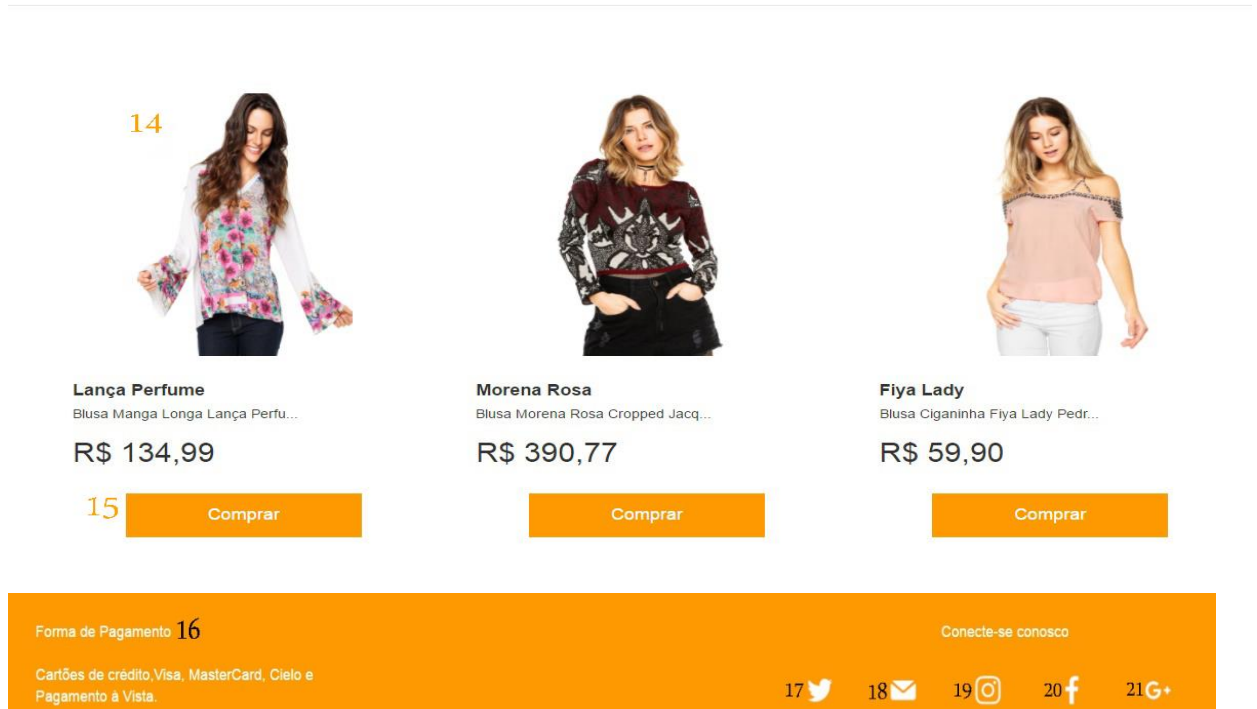 14
Lança Perfume
Blusa Manga Longa Lança Perfu...
R$ 134,99
15 Comprar
Morena Rosa
Blusa Morena Rosa Cropped Jacq...
R$ 390,77
Comprar
Fiya Lady
Blusa Ciganinha Fiya Lady Pedr...
R$ 59,90
Comprar
Forma de Pagamento 16
Cartões de crédito,Visa, MasterCard, Cielo e
Pagamento à Vista.
Conecte-se conosco
17 18 19 20 f 21 G+